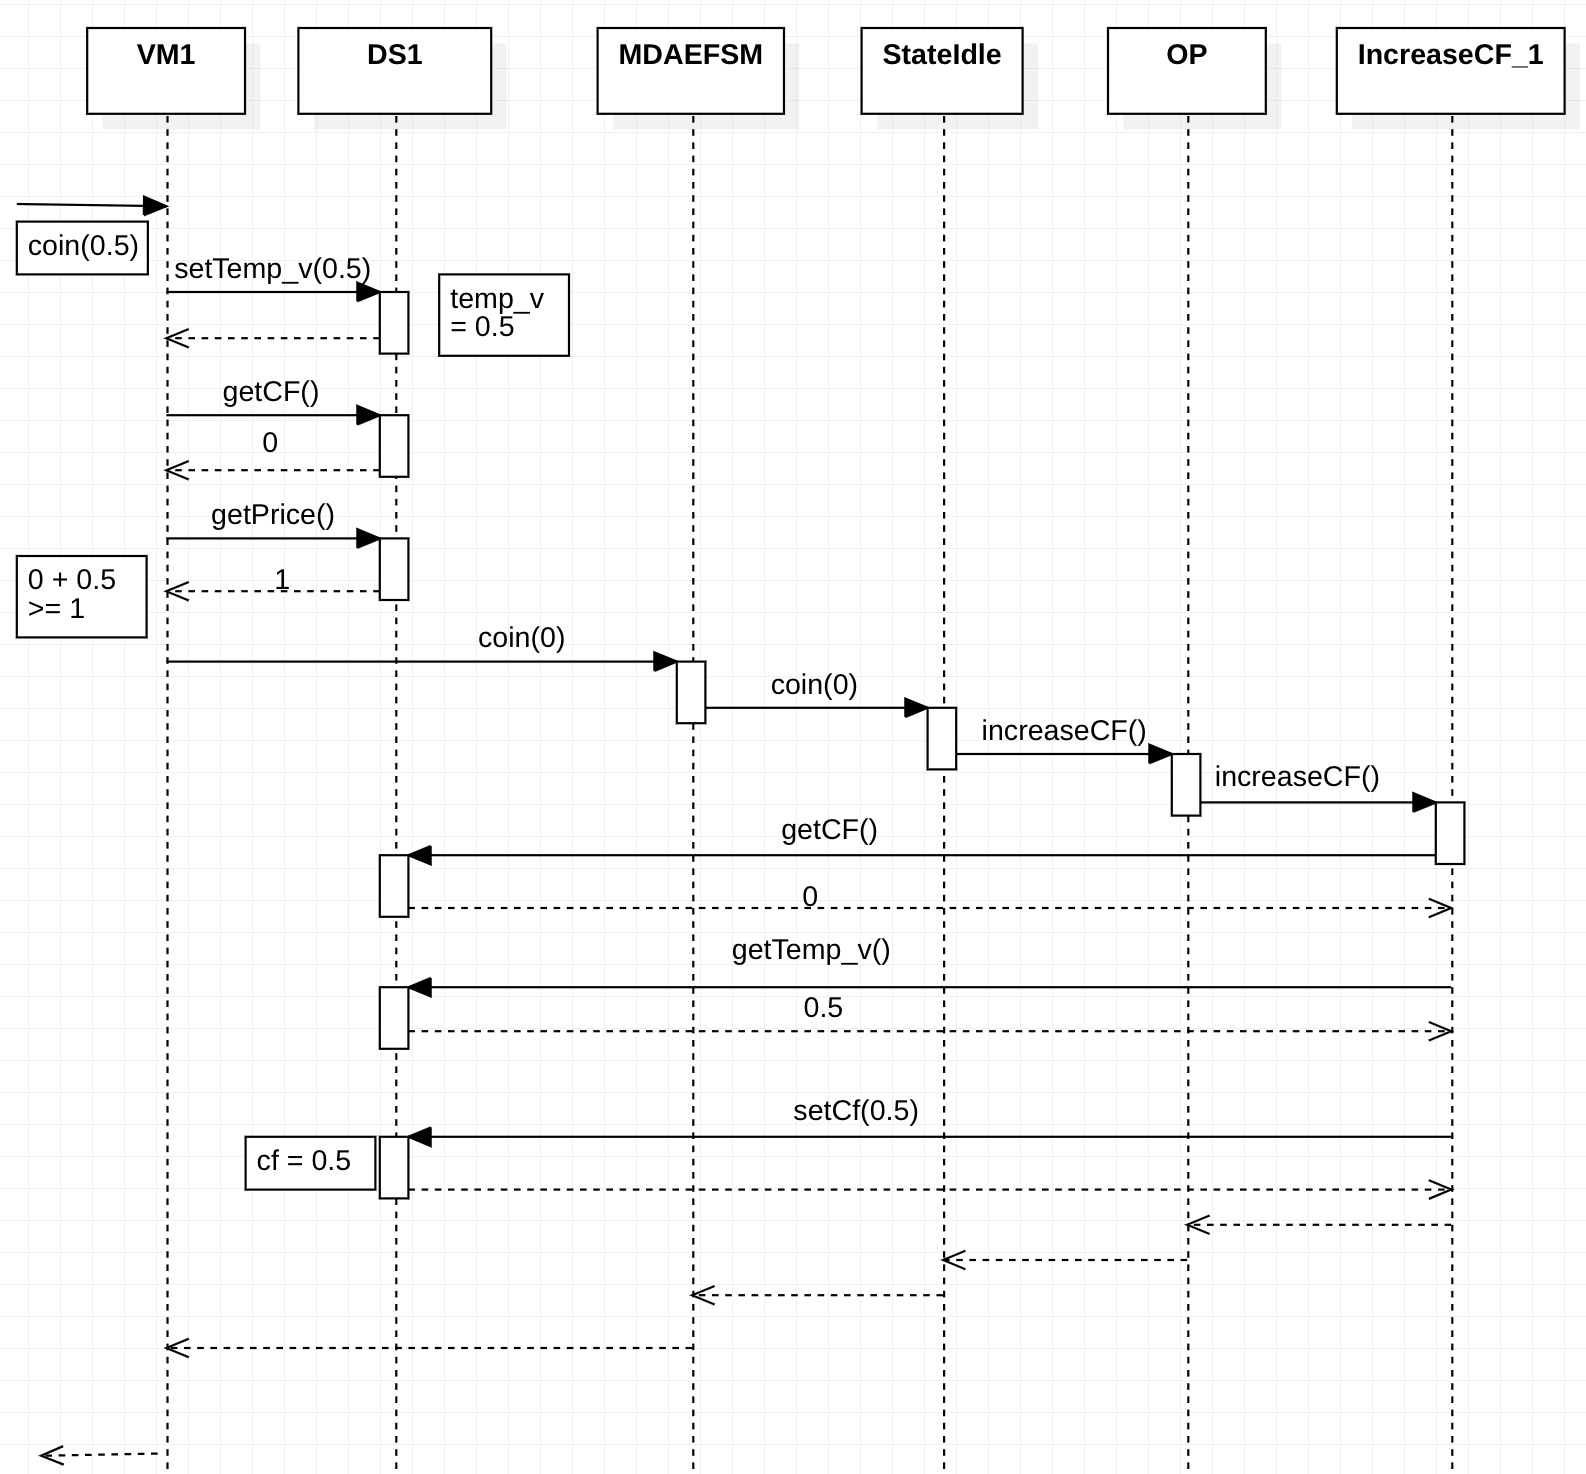 VM1
DS1
MDAEFSM
StateIdle
OP
IncreaseCF_1
coin(0.5)
setTemp_v(0.5)
temp_v
= 0.5
getCF()
0
getPrice()
1
0 + 0.5
>= 1
coin(0)
coin(0)
increaseCF()
increaseCF()
getCF()
0
getTemp_v()
0.5
setCf(0.5)
cf = 0.5